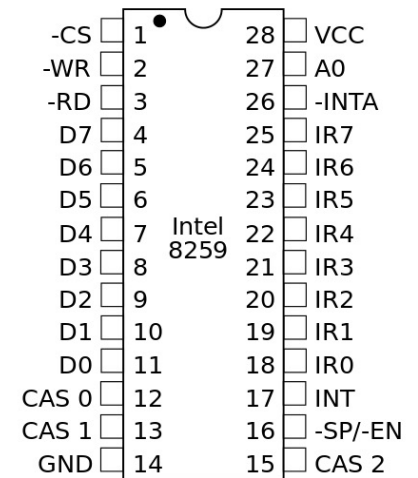 -CS 1 28 VCC
-WR 2 27 A0
-RD 3 26 -INTA
D7 4 25 IR7
D6 5 24 IR6
D5 6 23 IR5
D4 7 Intel 22 IR4
D3 8 8259 21 IR3
D2 9 20 IR2
D1 10 19 IR1
D0 11 18 IR0
CAS 0 12 17 INT
CAS 1 13 16 -SP/-EN
GND 14 15 CAS 2